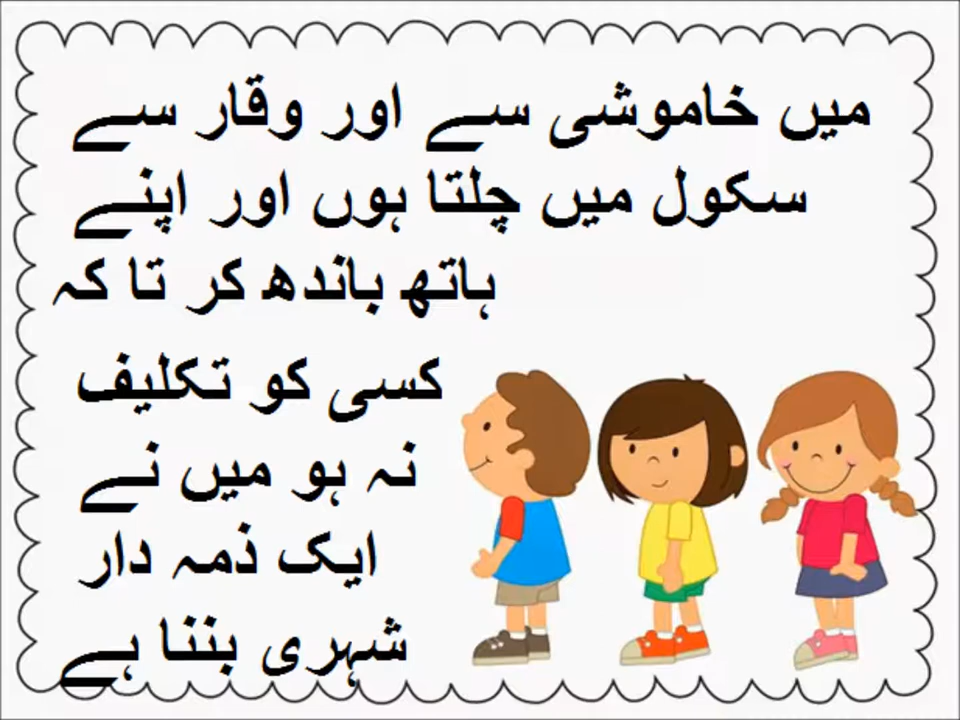 میں خاموشی سے اور وقار سے
سکول میں چلتا ہوں اور اپنے
ہاتھ باندھ کر تا کہ
کسی کو تکلیف
نہ ہو میں نے
ایک ذمہ دار
شہری بننا ہے